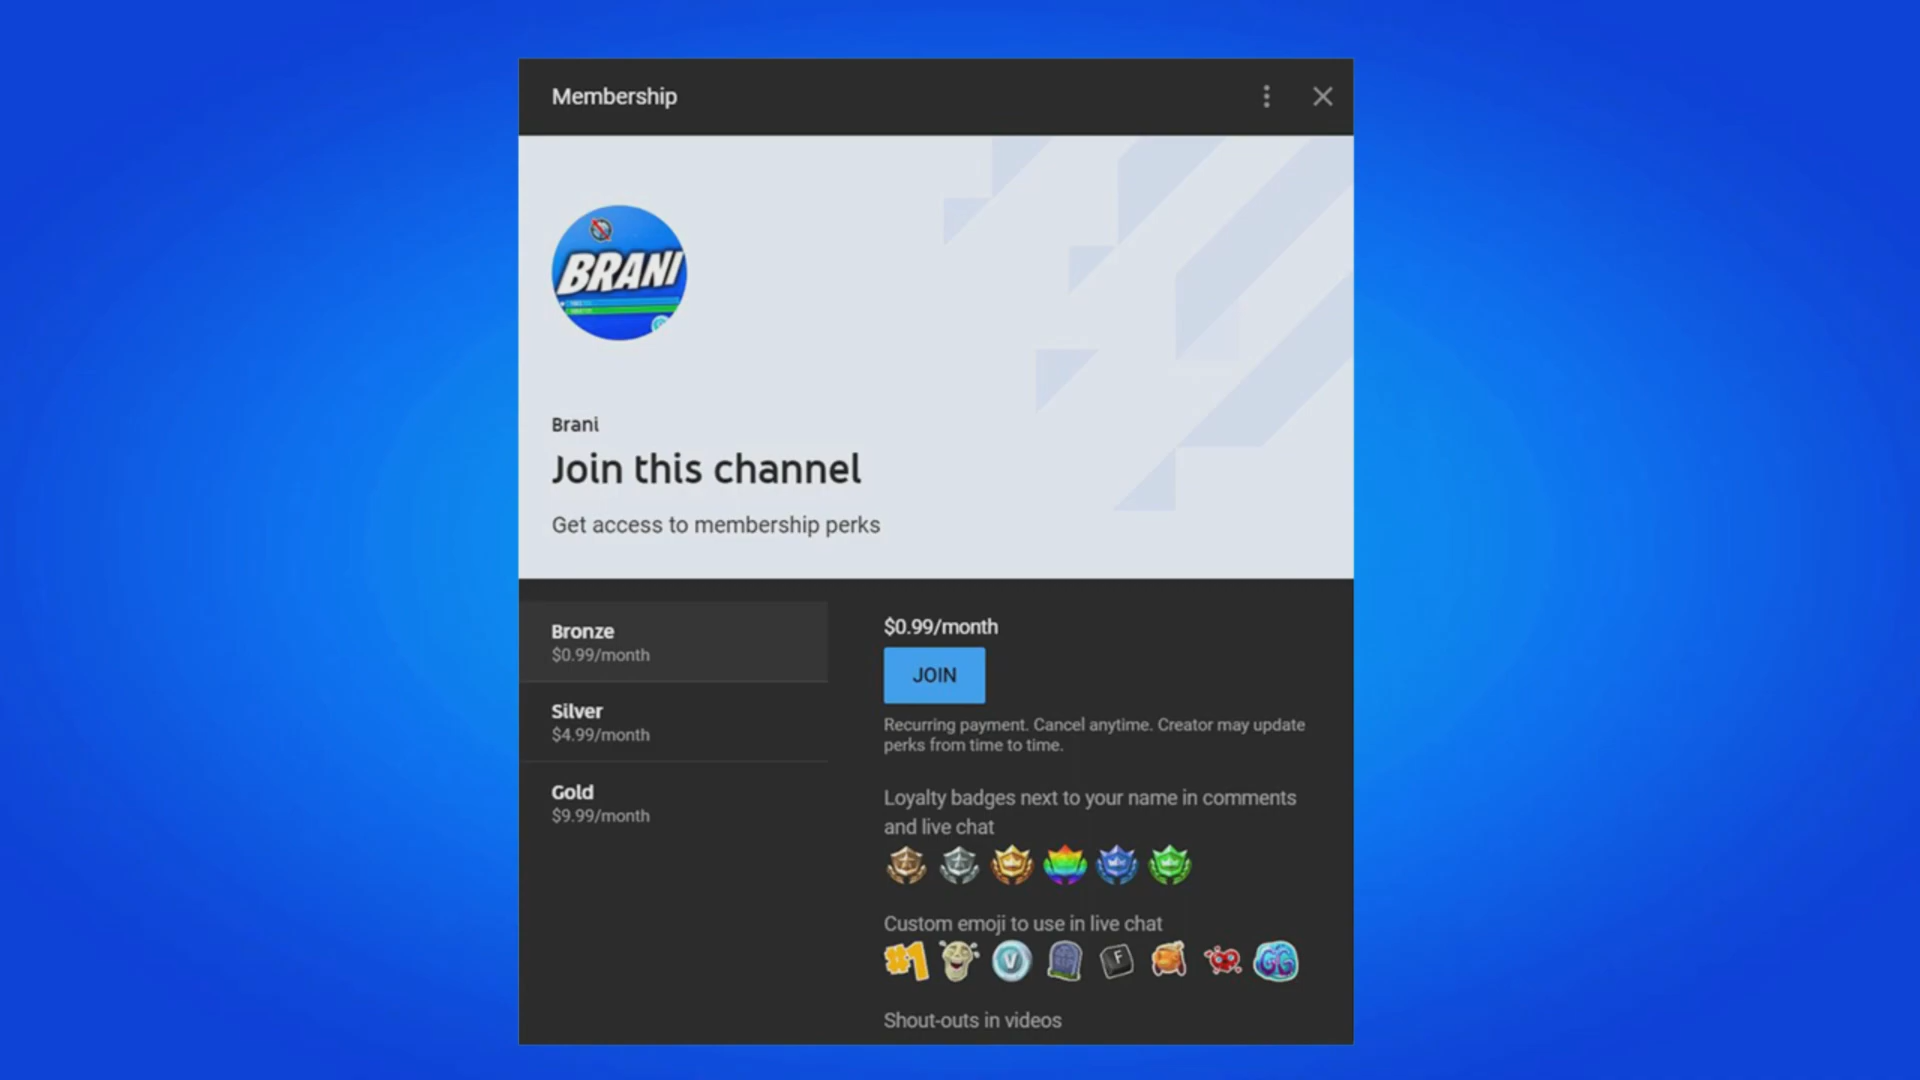 Membership
BRANI
Brani
Join this channel
Get access to membership perks
Bronze
$0.99/month
Silver
$4.99/month
Gold
$9.99/month
$0.99/month
JOIN
Recurring payment. Cancel anytime. Creator may update
perks from time to time.
Loyalty badges next to your name in comments
and live chat
Custom emoji to use in live chat
#1 V F GG
Shout-outs in videos